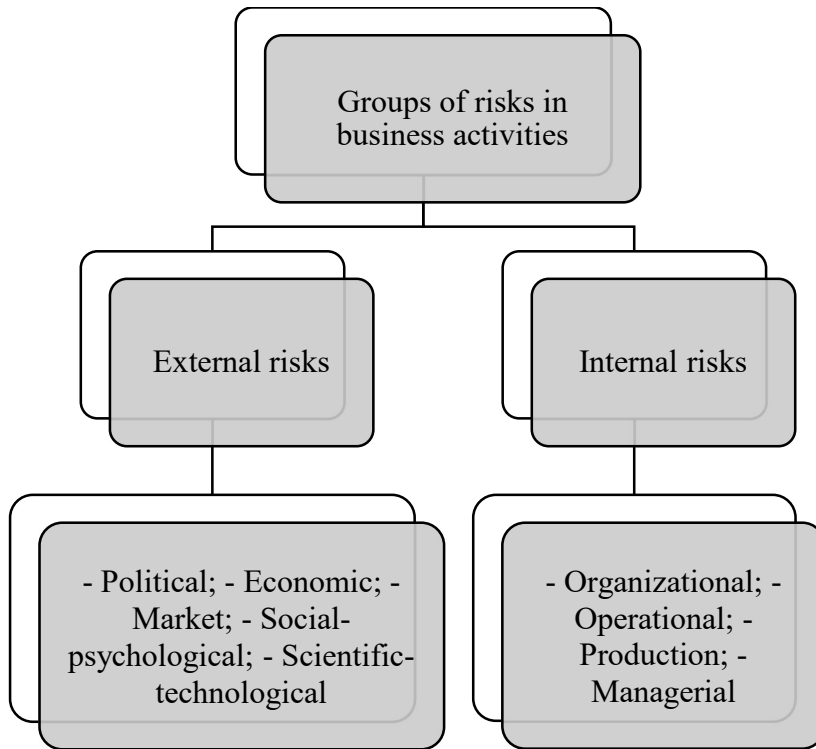 Groups of risks in
business activities
External risks
Internal risks
- Political; - Economic; -
Market; - Social-
psychological; - Scientific-
technological
- Organizational; -
Operational; -
Production; -
Managerial